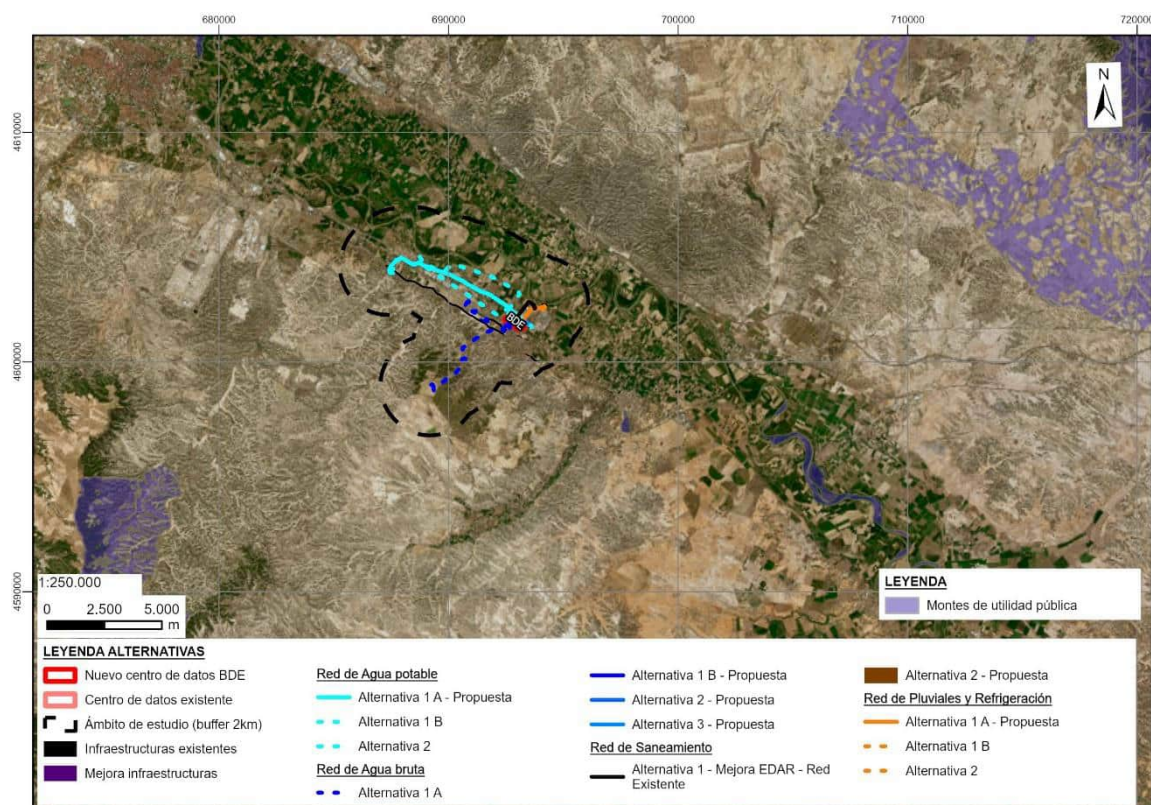 680000
690000
700000
710000
720000
N
4610000
4600000
4590000
BDE
1:250.000
0 2.500 5.000
m
LEYENDA
Montes de utilidad pública
LEYENDA ALTERNATIVAS
Nuevo centro de datos BDE
Centro de datos existente
Ámbito de estudio (buffer 2km)
Infraestructuras existentes
Mejora infraestructuras
Red de Agua potable
Alternativa 1 A - Propuesta
Alternativa 1 B
Alternativa 2
Red de Agua bruta
Alternativa 1 A
Alternativa 1 B - Propuesta
Alternativa 2 - Propuesta
Alternativa 3 - Propuesta
Red de Saneamiento
Alternativa 1 - Mejora EDAR - Red
Existente
Alternativa 2 - Propuesta
Red de Pluviales y Refrigeración
Alternativa 1 A - Propuesta
Alternativa 1 B
Alternativa 2